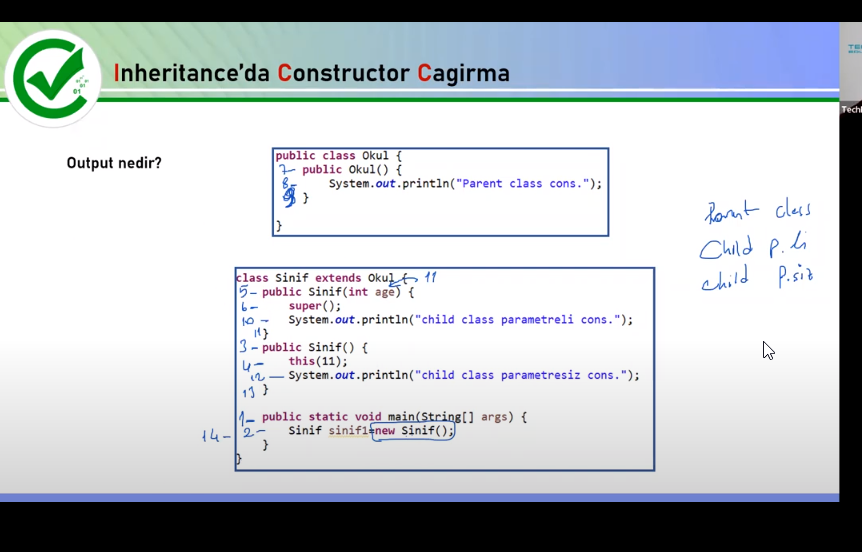 Inheritance'da Constructor Cagirma
TE
Techl
Output nedir?
public class Okul {
7- public Okul() {
8- System.out.println("Parent class cons.");
9 }
}
Parent class
Child p. li
child p.siz
class Sinif extends Okul { 11
5- public Sinif(int age) {
6- super();
10- System.out.println("child class parametreli cons.");
11 }
3- public Sinif() {
4- this(11);
12- System.out.println("child class parametresiz cons.");
13 }
1- public static void main(String[] args) {
14- 2- Sinif sinif1=new Sinif();
}
}